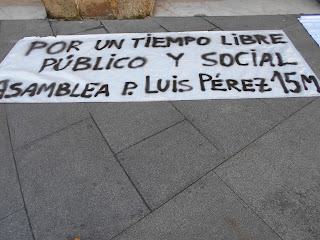 POR UN TIEMPO LIBRE
PÚBLICO Y SOCIAL
ASAMBLEA P. LUIS PÉREZ 15M